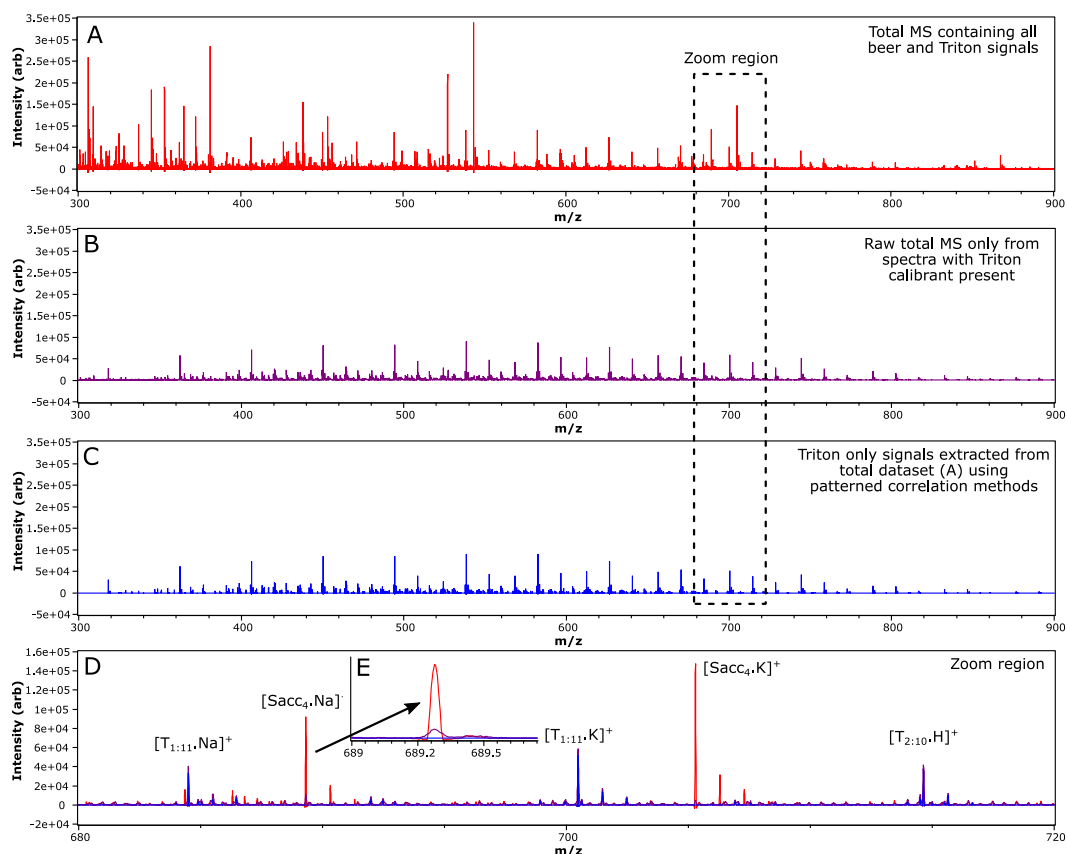 A
Total MS containing all
beer and Triton signals
Zoom region
Intensity (arb)
3.5e+05
3e+05
2.5e+05
2e+05
1.5e+05
1e+05
5e+04
0
-5e+04
300 400 500 600 700 800 900
m/z
B
Raw total MS only from
spectra with Triton
calibrant present
Intensity (arb)
3.5e+05
3e+05
2.5e+05
2e+05
1.5e+05
1e+05
5e+04
0
-5e+04
300 400 500 600 700 800 900
m/z
C
Triton only signals extracted from
total dataset (A) using
patterned correlation methods
Intensity (arb)
3.5e+05
3e+05
2.5e+05
2e+05
1.5e+05
1e+05
5e+04
0
-5e+04
300 400 500 600 700 800 900
m/z
D
E
Zoom region
[Sacc₄.K]⁺
[Sacc₄.Na]
[T₁:₁₁.Na]⁺
[T₁:₁₁.K]⁺
[T₂:₁₀.H]⁺
689 689.2 689.5
Intensity (arb)
1.6e+05
1.4e+05
1.2e+05
1e+05
8e+04
6e+04
4e+04
2e+04
0
-2e+04
680 700 720
m/z